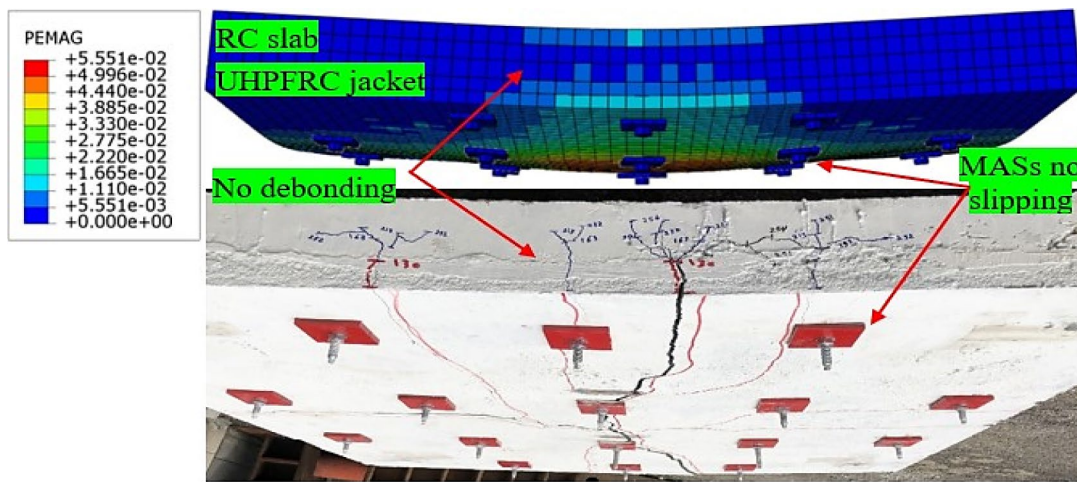 PEMAG
+5.551e-02
+4.996e-02
+4.440e-02
+3.885e-02
+3.330e-02
+2.775e-02
+2.220e-02
+1.665e-02
+1.110e-02
+5.551e-03
+0.000e+00
RC slab
UHPFRC jacket
No debonding
MASs no
slipping
130
130